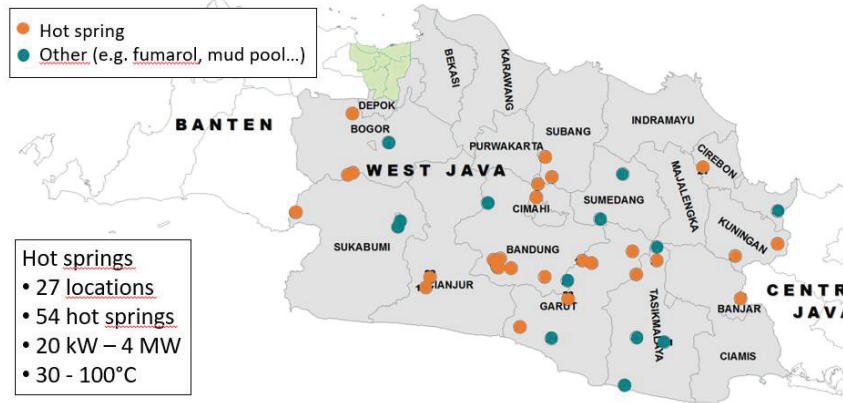 Hot spring
Other (e.g. fumarol, mud pool...)
BEKASI
KARAWANG
DEPOK
BANTEN
BOGOR
INDRAMAYU
SUBANG
PURWAKARTA
CIREBON
WEST JAVA
MAJALENGKA
SUMEDANG
CIMAHI
KUNINGAN
SUKABUMI
BANDUNG
CIANJUR
GARUT
TASIKMALAYA
BANJAR
CIAMIS
Hot springs
• 27 locations
• 54 hot springs
• 20 kW – 4 MW
• 30 - 100°C
CENTR
JAVA